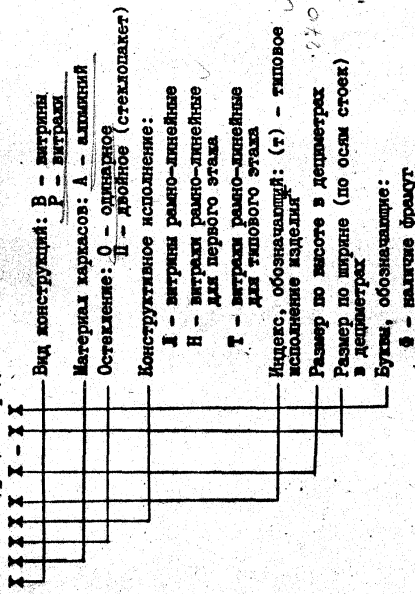 Х Х Х Х Х Х - Х Х
Вид конструкций: В - витрины
Р - витражи
Материал каркасов: А - алюминий
Остекление: О - одинарное
П - двойное (стеклопакет)
Конструктивное исполнение:
Л - витрины рамно-линейные
Н - витражи рамно-линейные
для первого этажа
Т - витражи рамно-линейные
для типового этажа
Индекс, обозначающий: (т) - типовое
исполнение изделия
Размер по высоте в дециметрах
Размер по ширине (по осям стоек)
в дециметрах
Буквы, обозначающие:
Ф - наличие фрамуг